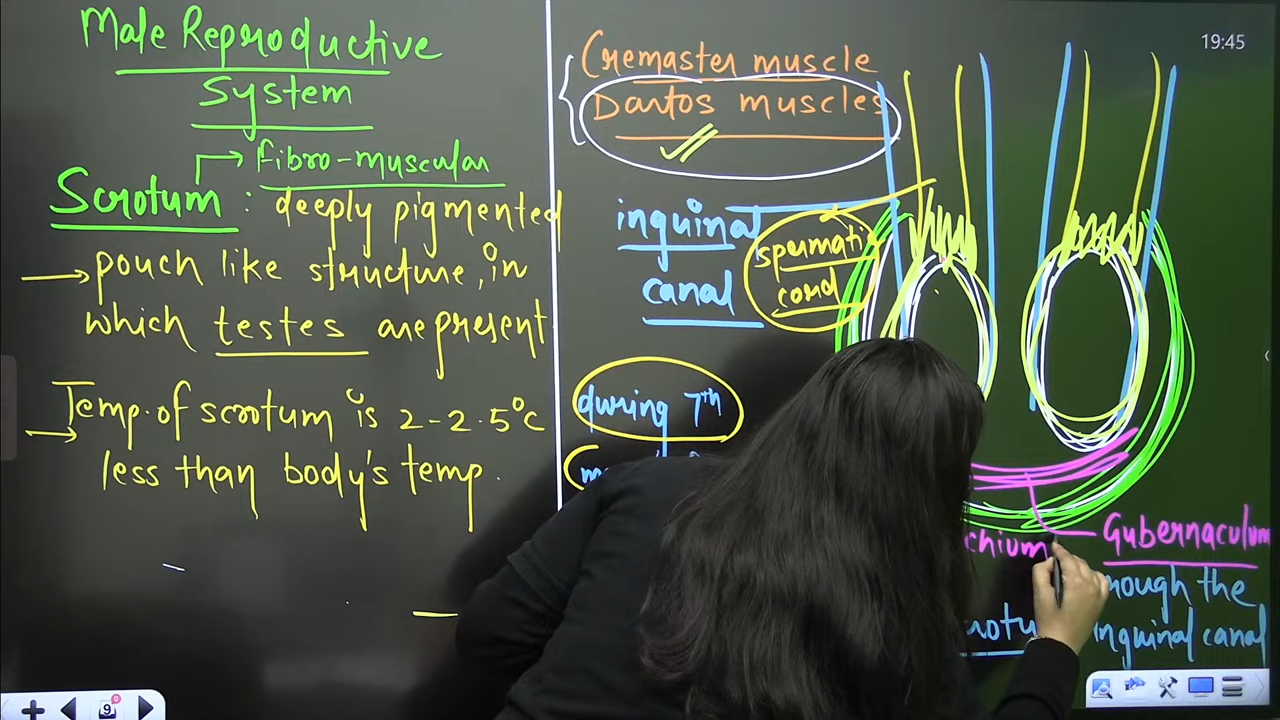 Male Reproductive
System
fibro-muscular
Scrotum : deeply pigmented
pouch like structure, in
which testes are present
Temp. of scrotum is 2-2.5°c
less than body's temp.
Cremaster muscle
Dartos muscles
inguinal
canal
spermatic
cord
during 7th
Gubernaculum
the
inguinal canal
19:45
9